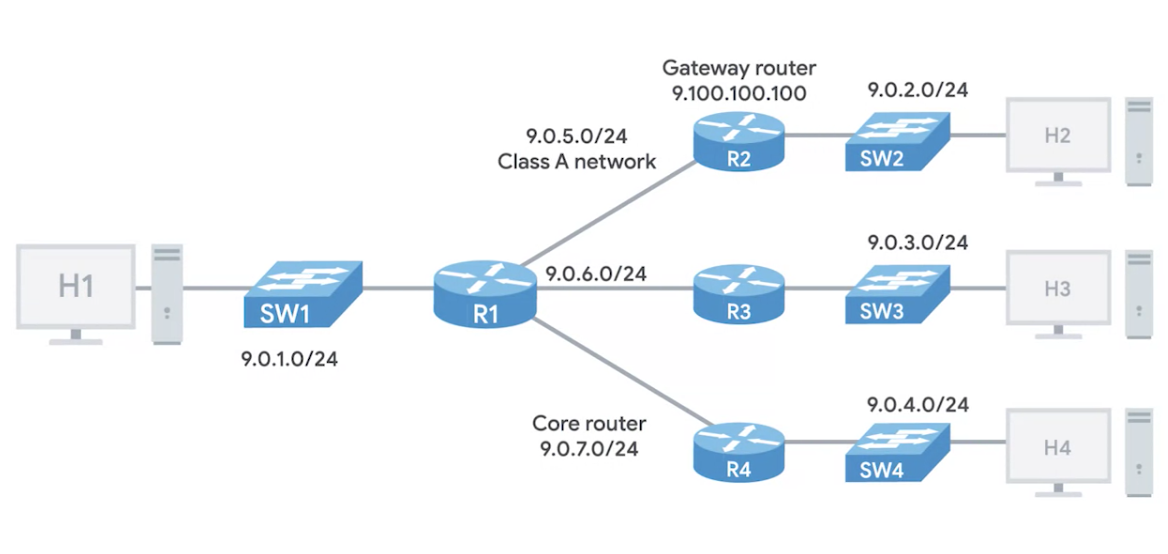 Gateway router
9.100.100.100
9.0.2.0/24
9.0.5.0/24
Class A network
R2
SW2
H2
9.0.3.0/24
H1
SW1
R1
9.0.6.0/24
R3
SW3
H3
9.0.1.0/24
Core router
9.0.7.0/24
9.0.4.0/24
R4
SW4
H4